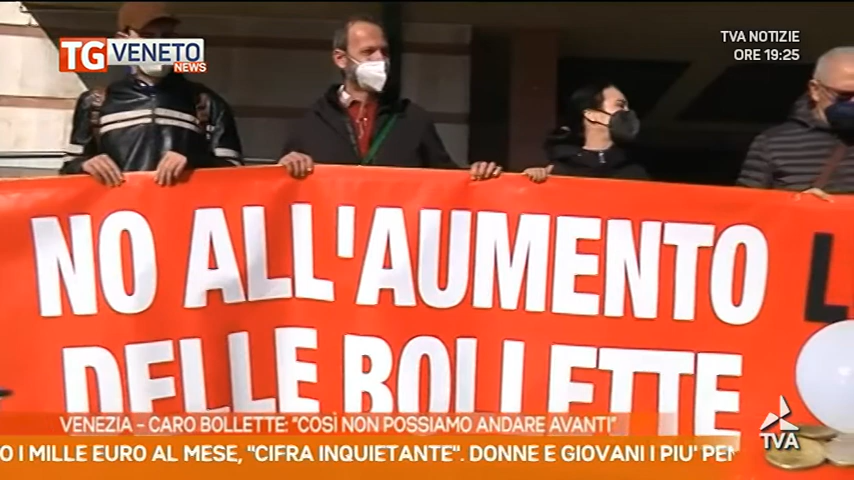 TG VENETO
NEWS
TVA NOTIZIE
ORE 19:25
NO ALL'AUMENTO
DELLE BOLLETTE
VENEZIA – CARO BOLLETTE: "COSÌ NON POSSIAMO ANDARE AVANTI"
O I MILLE EURO AL MESE, "CIFRA INQUIETANTE". DONNE E GIOVANI I PIU'
TVA